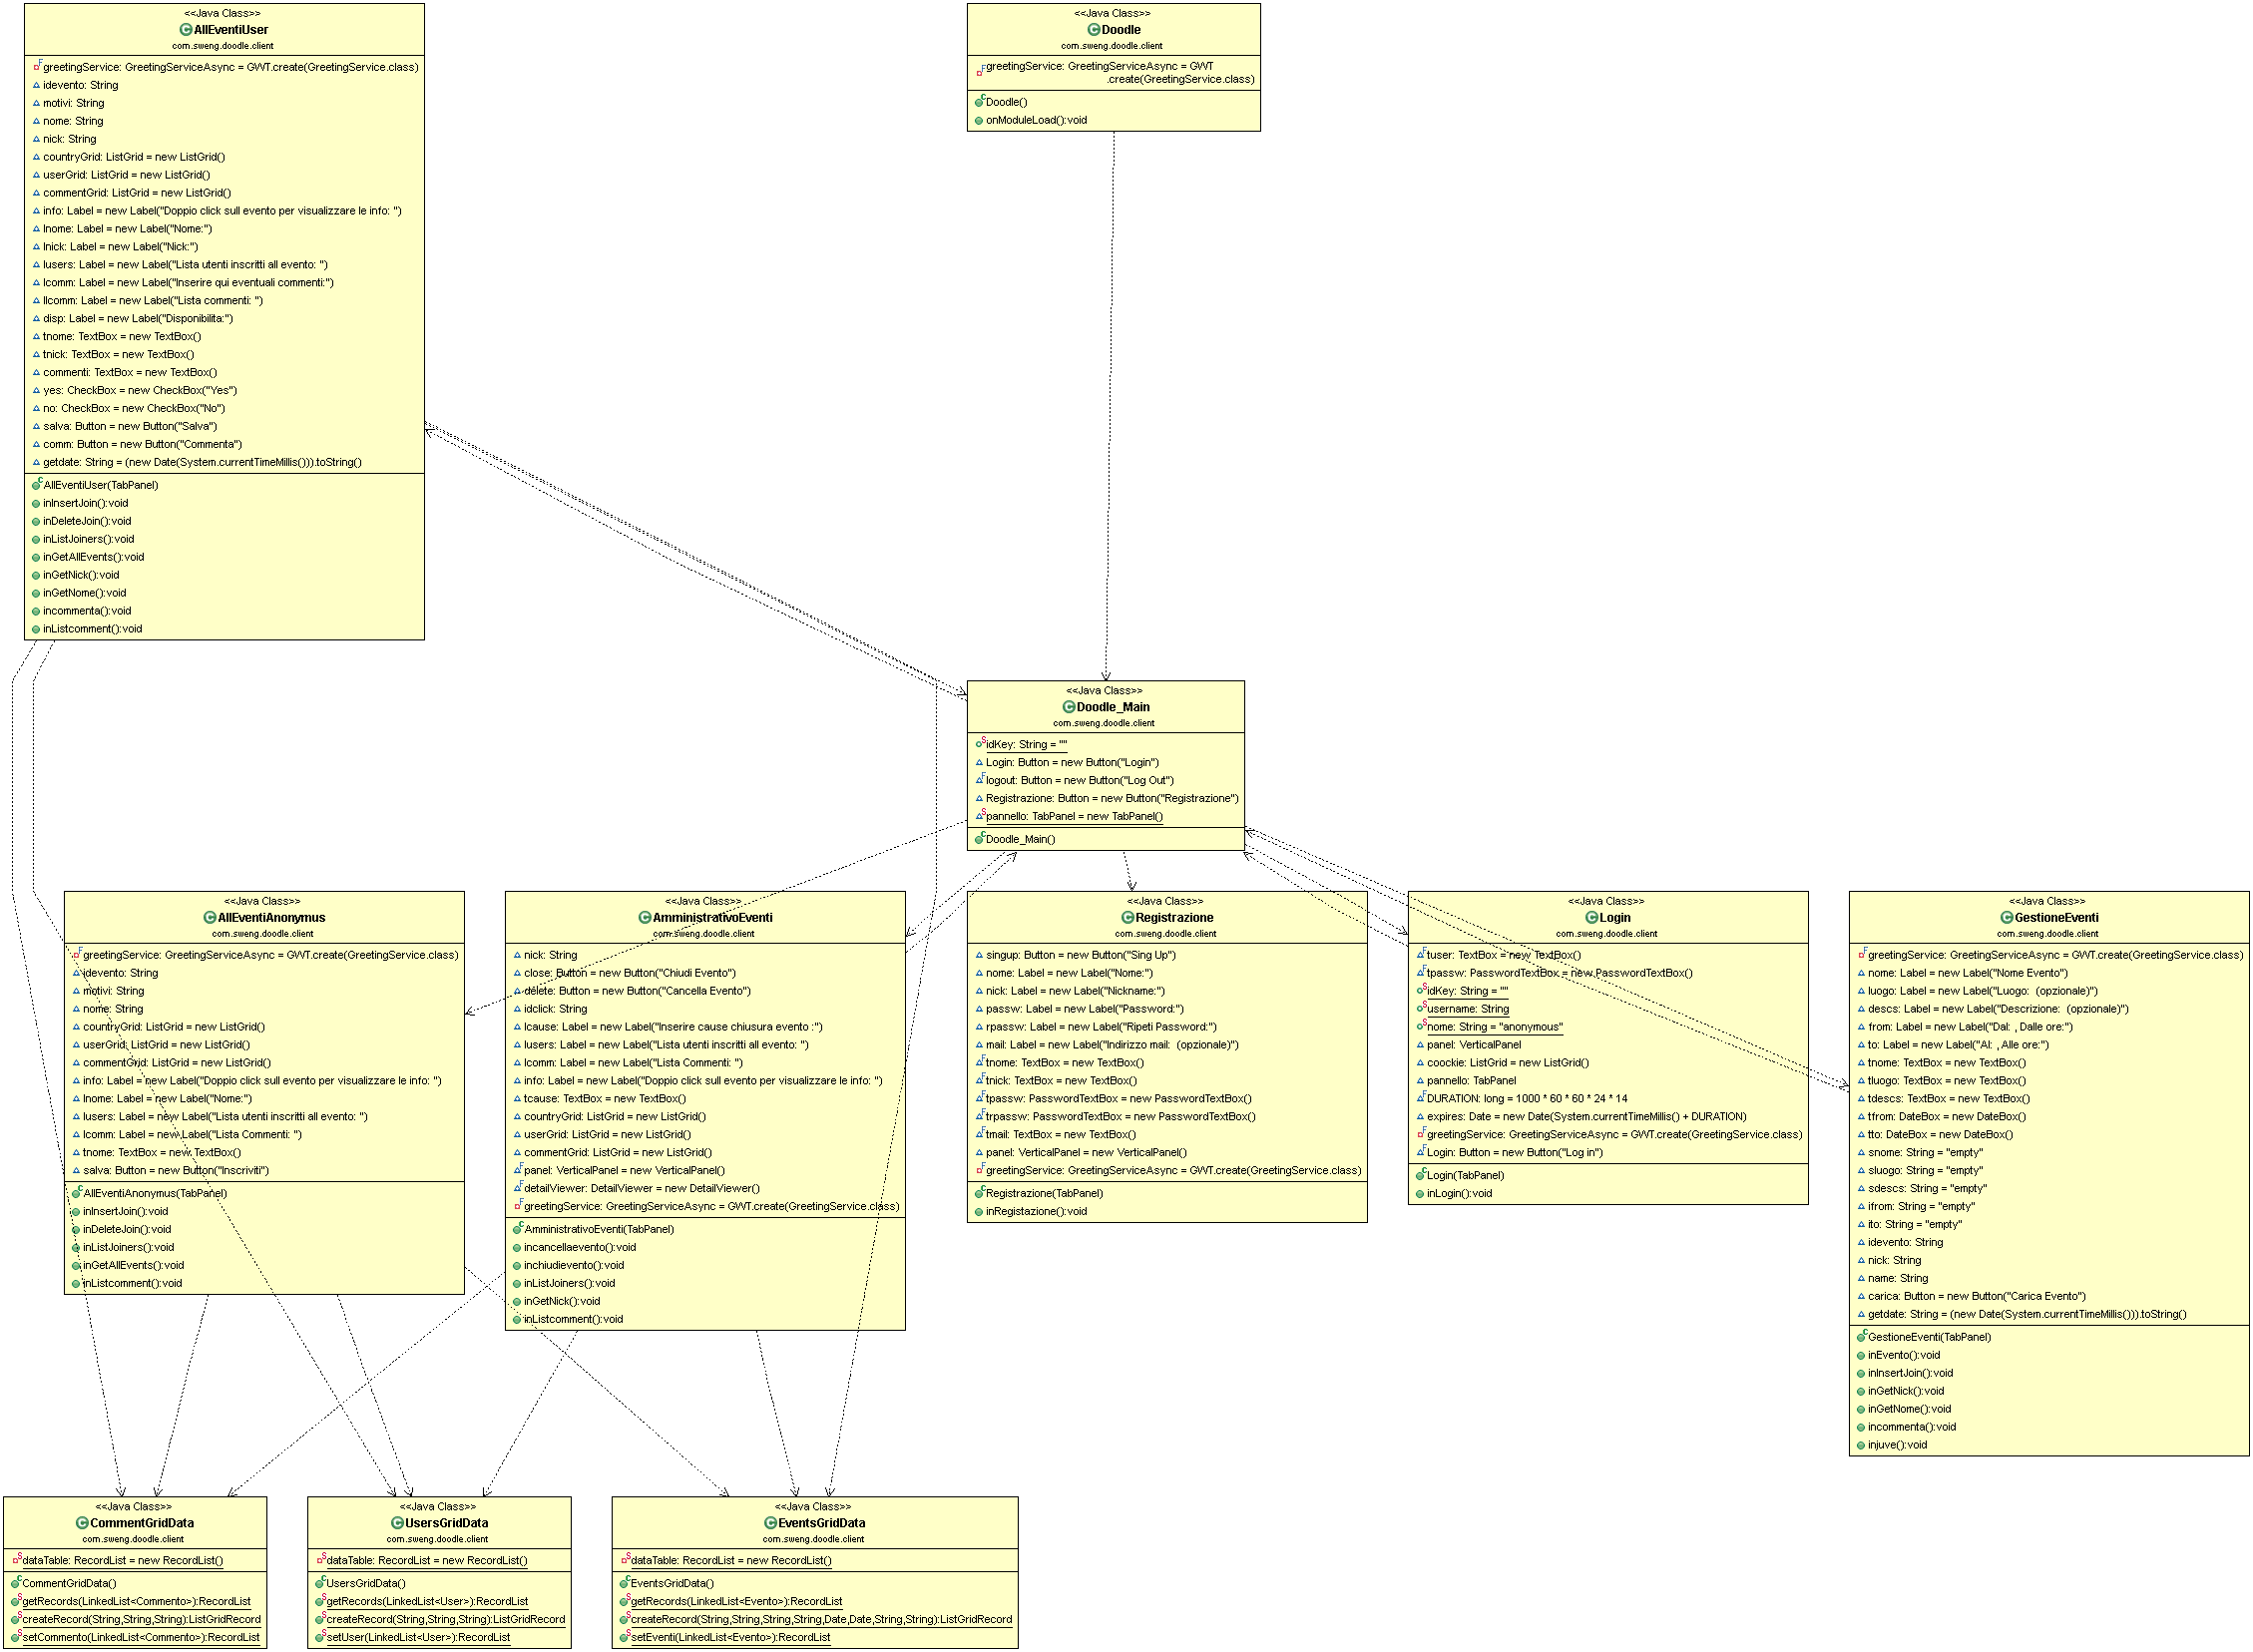 <<Java Class>>
AllEventiUser
com.sweng.doodle.client
greetingService: GreetingServiceAsync = GWT.create(GreetingService.class)
idevento: String
motivi: String
nome: String
nick: String
countryGrid: ListGrid = new ListGrid()
userGrid: ListGrid = new ListGrid()
commentGrid: ListGrid = new ListGrid()
info: Label = new Label("Doppio click sull evento per visualizzare le info: ")
lnome: Label = new Label("Nome:")
lnick: Label = new Label("Nick:")
lusers: Label = new Label("Lista utenti inscritti all evento: ")
lcomm: Label = new Label("Inserire qui eventuali commenti:")
llcomm: Label = new Label("Lista commenti: ")
disp: Label = new Label("Disponibilita:")
tnome: TextBox = new TextBox()
tnick: TextBox = new TextBox()
commenti: TextBox = new TextBox()
yes: CheckBox = new CheckBox("Yes")
no: CheckBox = new CheckBox("No")
salva: Button = new Button("Salva")
comm: Button = new Button("Commenta")
getdate: String = (new Date(System.currentTimeMillis())).toString()
AllEventiUser(TabPanel)
inInsertJoin():void
inDeleteJoin():void
inListJoiners():void
inGetAllEvents():void
inGetNick():void
inGetNome():void
incommenta():void
inListcomment():void
<<Java Class>>
Doodle
com.sweng.doodle.client
greetingService: GreetingServiceAsync = GWT
.create(GreetingService.class)
Doodle()
onModuleLoad():void
<<Java Class>>
Doodle_Main
com.sweng.doodle.client
idKey: String = ""
Login: Button = new Button("Login")
logout: Button = new Button("Log Out")
Registrazione: Button = new Button("Registrazione")
pannello: TabPanel = new TabPanel()
Doodle_Main()
<<Java Class>>
AllEventiAnonymus
com.sweng.doodle.client
greetingService: GreetingServiceAsync = GWT.create(GreetingService.class)
idevento: String
motivi: String
nome: String
countryGrid: ListGrid = new ListGrid()
userGrid: ListGrid = new ListGrid()
commentGrid: ListGrid = new ListGrid()
info: Label = new Label("Doppio click sull evento per visualizzare le info: ")
lnome: Label = new Label("Nome:")
lusers: Label = new Label("Lista utenti inscritti all evento: ")
lcomm: Label = new Label("Lista Commenti: ")
tnome: TextBox = new TextBox()
salva: Button = new Button("Inscriviti")
AllEventiAnonymus(TabPanel)
inInsertJoin():void
inDeleteJoin():void
inListJoiners():void
inGetAllEvents():void
inListcomment():void
<<Java Class>>
AmministrativoEventi
com.sweng.doodle.client
nick: String
close: Button = new Button("Chiudi Evento")
delete: Button = new Button("Cancella Evento")
idclick: String
lcause: Label = new Label("Inserire cause chiusura evento :")
lusers: Label = new Label("Lista utenti inscritti all evento: ")
lcomm: Label = new Label("Lista Commenti: ")
info: Label = new Label("Doppio click sull evento per visualizzare le info: ")
tcause: TextBox = new TextBox()
countryGrid: ListGrid = new ListGrid()
userGrid: ListGrid = new ListGrid()
commentGrid: ListGrid = new ListGrid()
panel: VerticalPanel = new VerticalPanel()
detailViewer: DetailViewer = new DetailViewer()
greetingService: GreetingServiceAsync = GWT.create(GreetingService.class)
AmministrativoEventi(TabPanel)
incancellaevento():void
inchiudievento():void
inListJoiners():void
inGetNick():void
inListcomment():void
<<Java Class>>
Registrazione
com.sweng.doodle.client
singup: Button = new Button("Sing Up")
nome: Label = new Label("Nome:")
nick: Label = new Label("Nickname:")
passw: Label = new Label("Password:")
rpassw: Label = new Label("Ripeti Password:")
mail: Label = new Label("Indirizzo mail:  (opzionale)")
tnome: TextBox = new TextBox()
tnick: TextBox = new TextBox()
tpassw: PasswordTextBox = new PasswordTextBox()
trpassw: PasswordTextBox = new PasswordTextBox()
tmail: TextBox = new TextBox()
panel: VerticalPanel = new VerticalPanel()
greetingService: GreetingServiceAsync = GWT.create(GreetingService.class)
Registrazione(TabPanel)
inRegistazione():void
<<Java Class>>
Login
com.sweng.doodle.client
tuser: TextBox = new TextBox()
tpassw: PasswordTextBox = new PasswordTextBox()
idKey: String = ""
username: String
nome: String = "anonymous"
panel: VerticalPanel
coockie: ListGrid = new ListGrid()
pannello: TabPanel
DURATION: long = 1000 * 60 * 60 * 24 * 14
expires: Date = new Date(System.currentTimeMillis() + DURATION)
greetingService: GreetingServiceAsync = GWT.create(GreetingService.class)
Login: Button = new Button("Log in")
Login(TabPanel)
inLogin():void
<<Java Class>>
GestioneEventi
com.sweng.doodle.client
greetingService: GreetingServiceAsync = GWT.create(GreetingService.class)
nome: Label = new Label("Nome Evento")
luogo: Label = new Label("Luogo:  (opzionale)")
descs: Label = new Label("Descrizione:  (opzionale)")
from: Label = new Label("Dal: , Dalle ore:")
to: Label = new Label("Al: , Alle ore:")
tnome: TextBox = new TextBox()
tluogo: TextBox = new TextBox()
tdescs: TextBox = new TextBox()
tfrom: DateBox = new DateBox()
tto: DateBox = new DateBox()
snome: String = "empty"
sluogo: String = "empty"
sdescs: String = "empty"
ifrom: String = "empty"
ito: String = "empty"
idevento: String
nick: String
name: String
carica: Button = new Button("Carica Evento")
getdate: String = (new Date(System.currentTimeMillis())).toString()
GestioneEventi(TabPanel)
inEvento():void
inInsertJoin():void
inGetNick():void
inGetNome():void
incommenta():void
injuve():void
<<Java Class>>
CommentGridData
com.sweng.doodle.client
dataTable: RecordList = new RecordList()
CommentGridData()
getRecords(LinkedList<Commento>):RecordList
createRecord(String,String,String):ListGridRecord
setCommento(LinkedList<Commento>):RecordList
<<Java Class>>
UsersGridData
com.sweng.doodle.client
dataTable: RecordList = new RecordList()
UsersGridData()
getRecords(LinkedList<User>):RecordList
createRecord(String,String,String):ListGridRecord
setUser(LinkedList<User>):RecordList
<<Java Class>>
EventsGridData
com.sweng.doodle.client
dataTable: RecordList = new RecordList()
EventsGridData()
getRecords(LinkedList<Evento>):RecordList
createRecord(String,String,String,String,Date,Date,String,String):ListGridRecord
setEventi(LinkedList<Evento>):RecordList